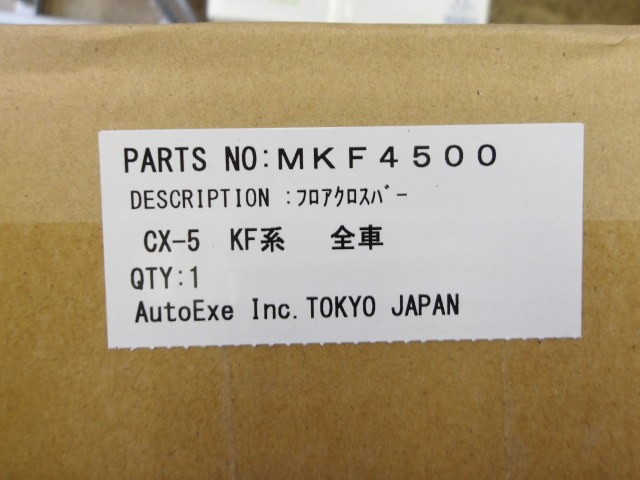 PARTS NO:MKF4500
DESCRIPTION :ﾌﾛｱｸﾛｽﾊﾞｰ
CX-5 KF系 全車
QTY:1
AutoExe Inc.TOKYO JAPAN